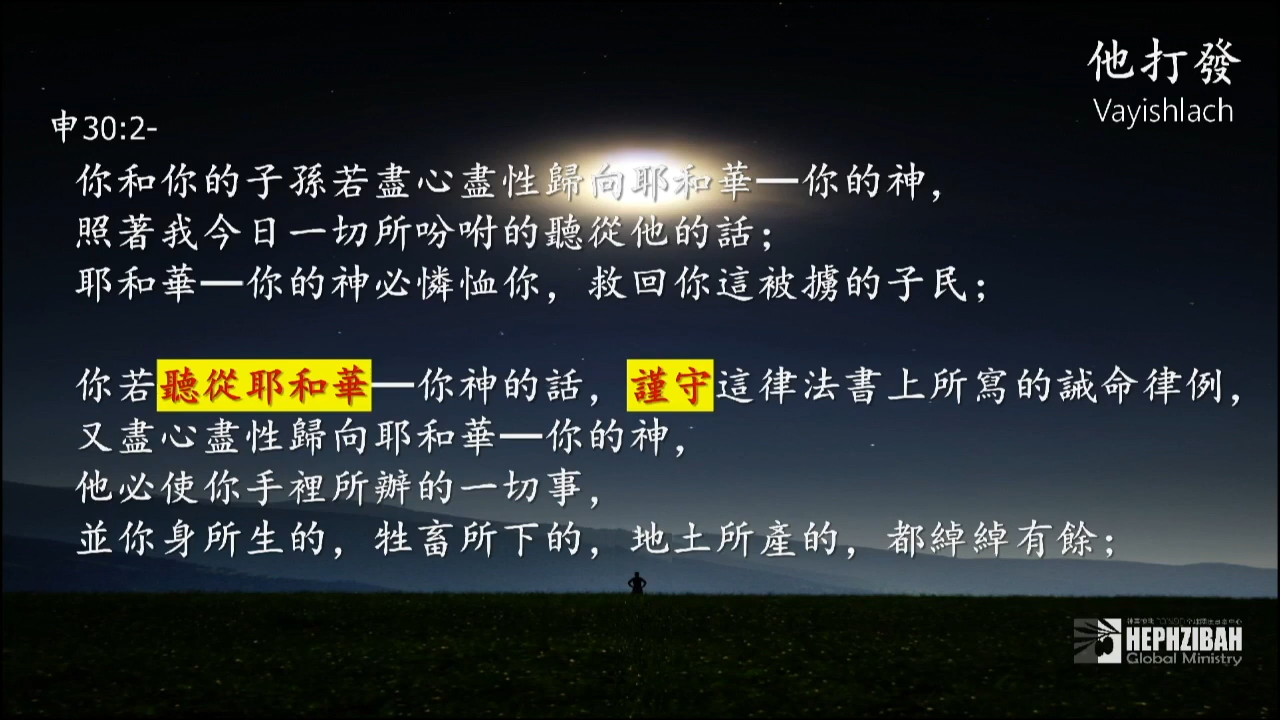 他打發
Vayishlach
申30:2-
你和你的子孫若盡心盡性歸向耶和華━你的神，
照著我今日一切所吩咐的聽從他的話；
耶和華━你的神必憐恤你，救回你這被擄的子民；
你若聽從耶和華━你神的話，謹守這律法書上所寫的誡命律例，
又盡心盡性歸向耶和華━你的神，
他必使你手裡所辦的一切事，
並你身所生的，牲畜所下的，地土所產的，都綽綽有餘；
HEPHZIBAH
Global Ministry